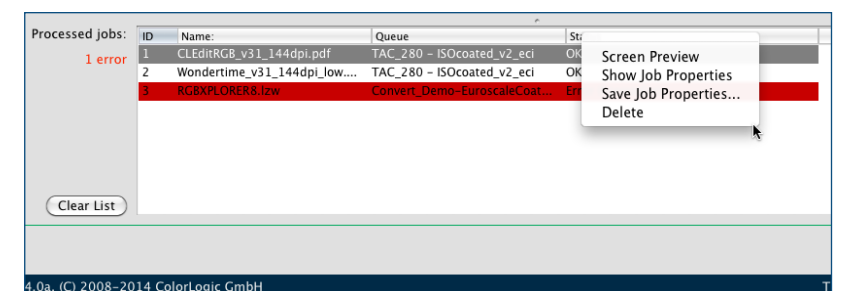 Processed jobs:
1 error
ID Name: Queue Sta
1 CLEditRGB_v31_144dpi.pdf TAC_280 – ISOcoated_v2_eci OK
2 Wondertime_v31_144dpi_low.... TAC_280 – ISOcoated_v2_eci OK
3 RGBXPLORER8.lzw Convert_Demo-EuroscaleCoat... Err
Screen Preview
Show Job Properties
Save Job Properties...
Delete
Clear List
4.0a, (C) 2008–2014 ColorLogic GmbH T